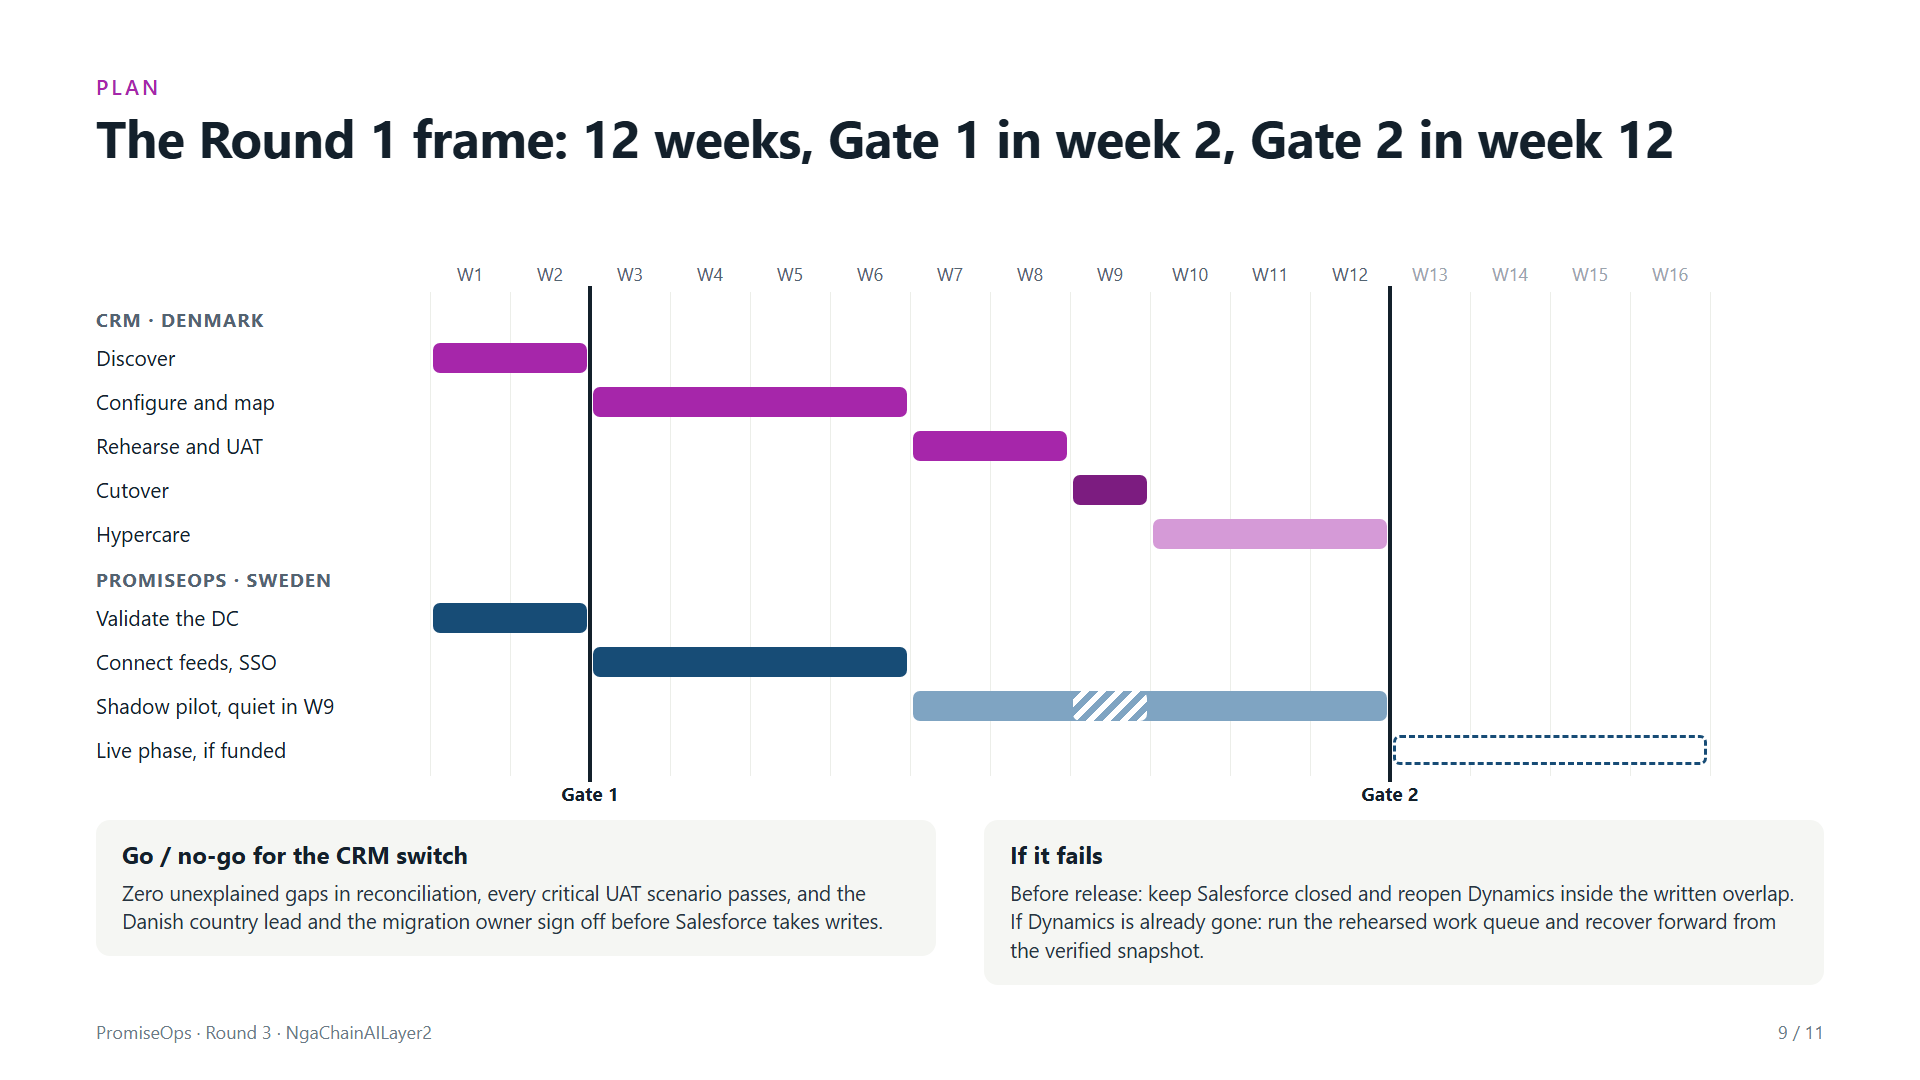 PLAN
The Round 1 frame: 12 weeks, Gate 1 in week 2, Gate 2 in week 12
W1 W2 W3 W4 W5 W6 W7 W8 W9 W10 W11 W12 W13 W14 W15 W16
CRM · DENMARK
Discover
Configure and map
Rehearse and UAT
Cutover
Hypercare
PROMISEOPS · SWEDEN
Validate the DC
Connect feeds, SSO
Shadow pilot, quiet in W9
Live phase, if funded
Gate 1 Gate 2
Go / no-go for the CRM switch
Zero unexplained gaps in reconciliation, every critical UAT scenario passes, and the
Danish country lead and the migration owner sign off before Salesforce takes writes.
If it fails
Before release: keep Salesforce closed and reopen Dynamics inside the written overlap.
If Dynamics is already gone: run the rehearsed work queue and recover forward from
the verified snapshot.
PromiseOps · Round 3 · NgaChainAILayer2
9 / 11